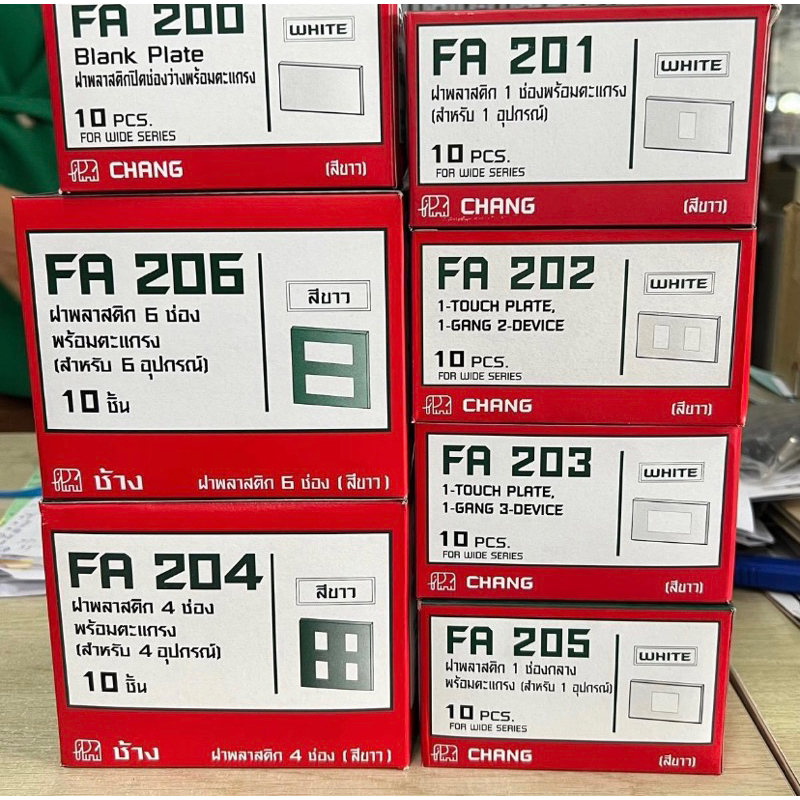 FA 200
Blank Plate
ฝาพลาสติกปิดช่องว่างพร้อมตะแกรง
10 PCS.
FOR WIDE SERIES
WHITE
CHANG
(สีขาว)
FA 201
ฝาพลาสติก 1 ช่องพร้อมตะแกรง
(สำหรับ 1 อุปกรณ์)
10 PCS.
FOR WIDE SERIES
WHITE
CHANG
(สีขาว)
FA 206
ฝาพลาสติก 6 ช่อง
พร้อมตะแกรง
(สำหรับ 6 อุปกรณ์)
10 ชิ้น
สีขาว
ช้าง
ฝาพลาสติก 6 ช่อง (สีขาว)
FA 202
1-TOUCH PLATE,
1-GANG 2-DEVICE
10 PCS.
FOR WIDE SERIES
WHITE
CHANG
(สีขาว)
FA 203
1-TOUCH PLATE,
1-GANG 3-DEVICE
10 PCS.
FOR WIDE SERIES
WHITE
CHANG
(สีขาว)
FA 204
ฝาพลาสติก 4 ช่อง
พร้อมตะแกรง
(สำหรับ 4 อุปกรณ์)
10 ชิ้น
สีขาว
ช้าง
ฝาพลาสติก 4 ช่อง (สีขาว)
FA 205
ฝาพลาสติก 1 ช่องกลาง
พร้อมตะแกรง (สำหรับ 1 อุปกรณ์)
10 PCS.
FOR WIDE SERIES
WHITE
CHANG
(สีขาว)